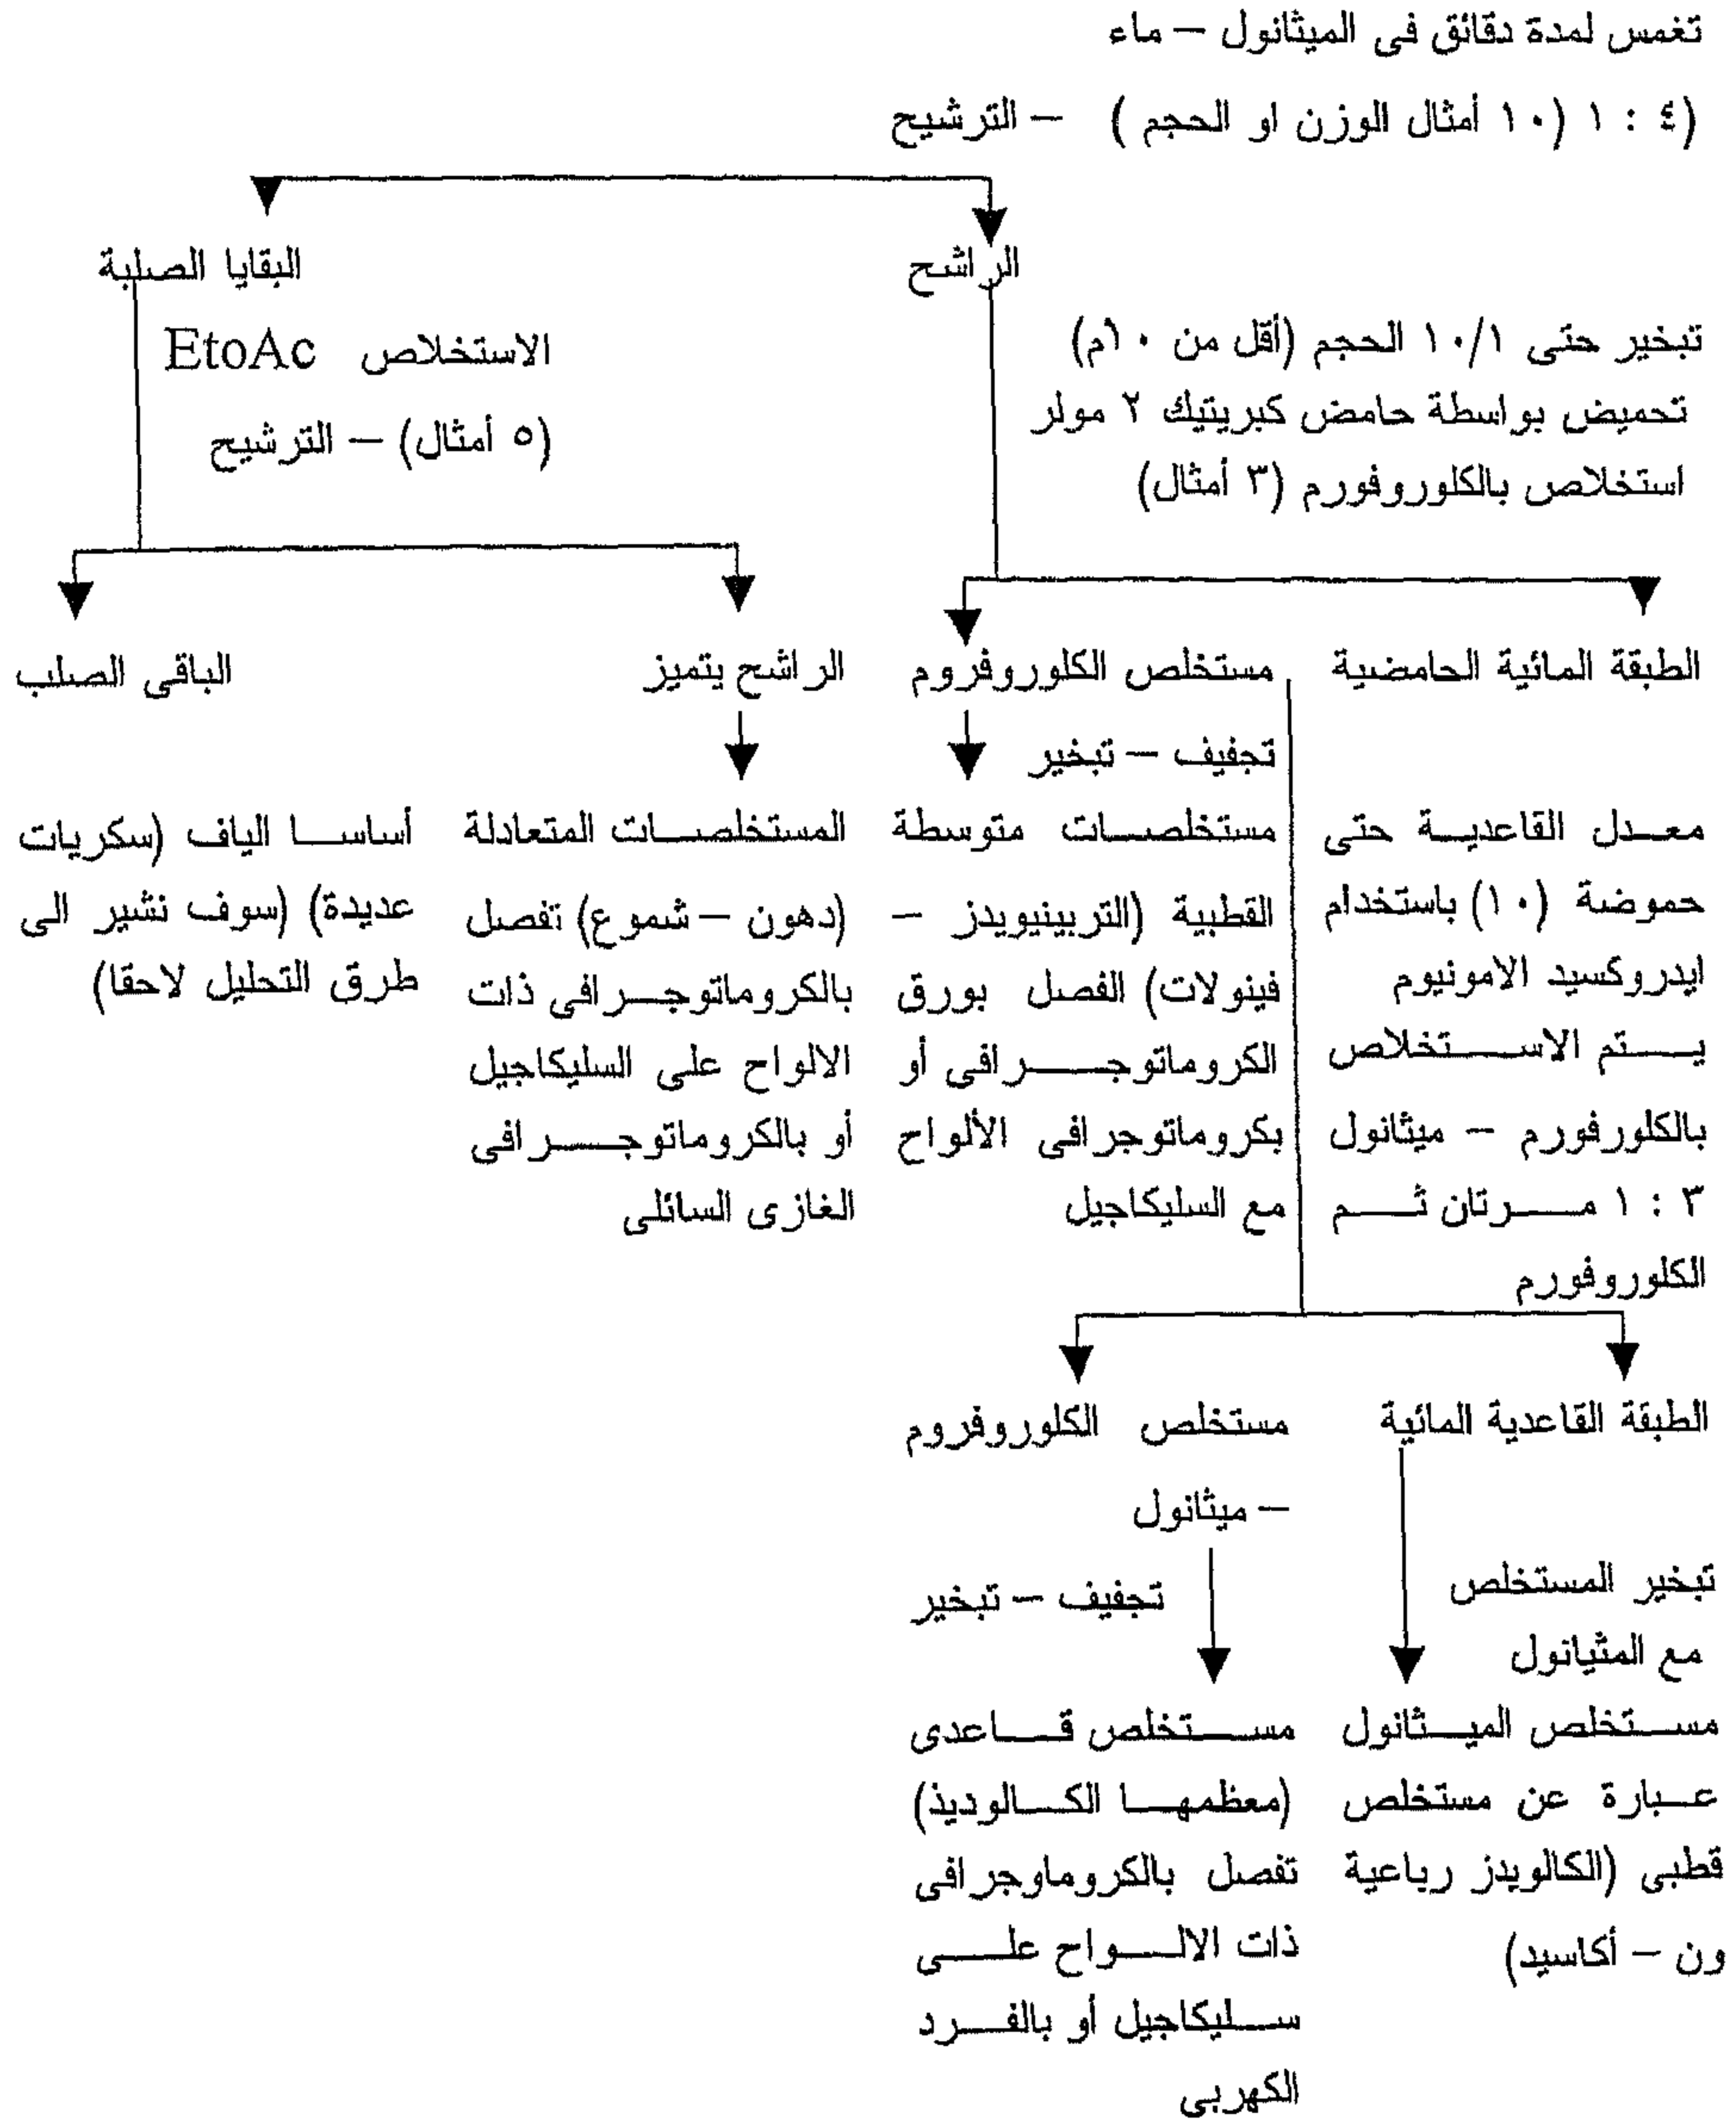 تغمس لمدة دقائق فى الميثانول – ماء
(٤ : ١ (١٠ أمثال الوزن او الحجم ) – الترشيح
الراشح
البقايا الصلبة
تبخير حتى ١٠/١ الحجم (أقل من ١٠م)
تحميض بواسطة حامض كبريتيك ٢ مولر
استخلاص بالكلوروفورم (٣ أمثال)
الاستخلاص EtoAc
(٥ أمثال) – الترشيح
الطبقة المائية الحامضية
مستخلص الكلوروفروم
الراشح يتميز
الباقى الصلب
تجفيف – تبخير
معدل القاعدية حتى
حموضة (١٠) باستخدام
ايدروكسيد الامونيوم
يتم الاستخلاص
بالكلورفورم – ميثانول
٣ : ١ مرتان ثم
الكلوروفورم
مستخلصات متوسطة
القطبية (التربينيويدز –
فينولات) الفصل بورق
الكروماتوجرافى أو
بكروماتوجرافى الألواح
مع السليكاجيل
المستخلصات المتعادلة
(دهون – شموع) تفصل
بالكروماتوجرافى ذات
الالواح على السليكاجيل
أو بالكروماتوجرافى
الغازى السائلى
أساسا الياف (سكريات
عديدة) (سوف نشير الى
طرق التحليل لاحقا)
الطبقة القاعدية المائية
مستخلص الكلوروفروم
– ميثانول
تبخير المستخلص
مع المثيانول
تجفيف – تبخير
مستخلص الميثانول
عبارة عن مستخلص
قطبى (الكالويدز رباعية
ون – أكاسيد)
مستخلص قاعدى
(معظمها الكالوديذ)
تفصل بالكروماوجرافى
ذات الالواح على
سليكاجيل أو بالفرد
الكهربى